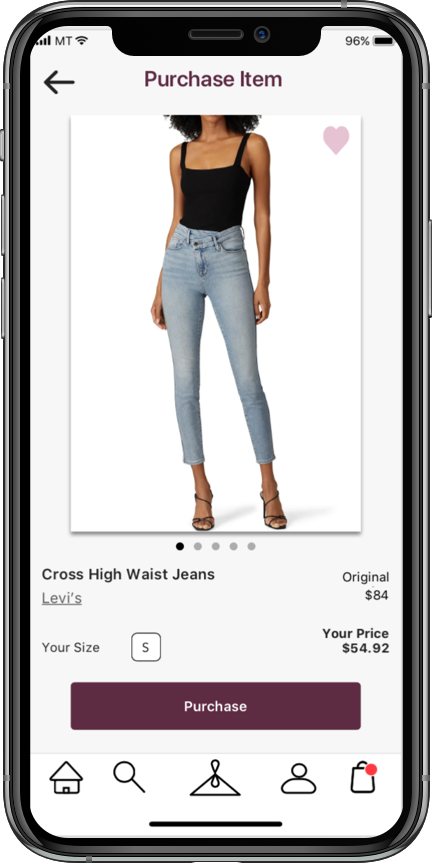 MT
96%
Purchase Item
Cross High Waist Jeans
Original
Levi's
$84
Your Price
Your Size
S
$54.92
Purchase